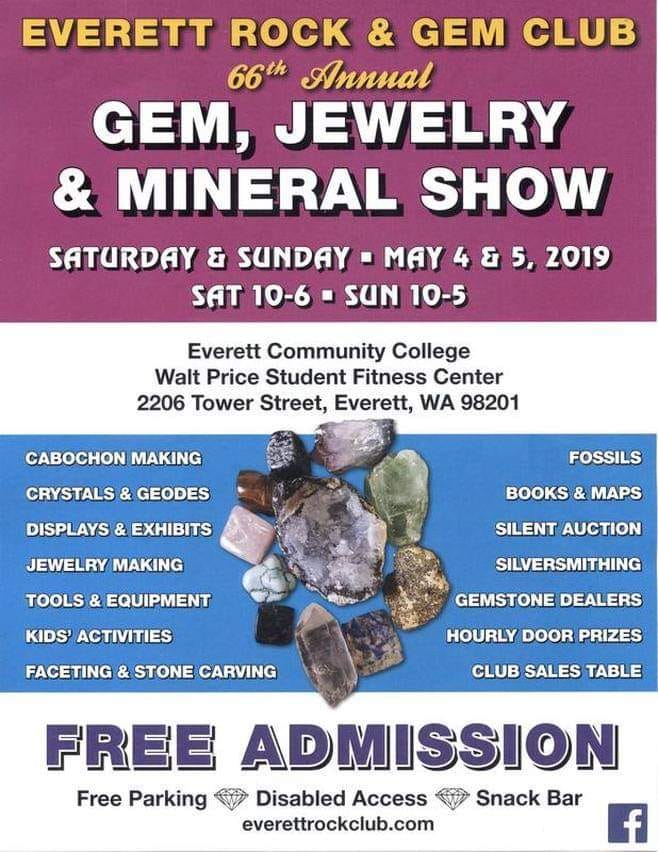 EVERETT ROCK & GEM CLUB
66th Annual
GEM, JEWELRY
& MINERAL SHOW
SATURDAY & SUNDAY ▪ MAY 4 & 5, 2019
SAT 10-6 ▪ SUN 10-5
Everett Community College
Walt Price Student Fitness Center
2206 Tower Street, Everett, WA 98201
CABOCHON MAKING
CRYSTALS & GEODES
DISPLAYS & EXHIBITS
JEWELRY MAKING
TOOLS & EQUIPMENT
KIDS' ACTIVITIES
FACETING & STONE CARVING
FOSSILS
BOOKS & MAPS
SILENT AUCTION
SILVERSMITHING
GEMSTONE DEALERS
HOURLY DOOR PRIZES
CLUB SALES TABLE
FREE ADMISSION
Free Parking Disabled Access Snack Bar
everettrockclub.com
f